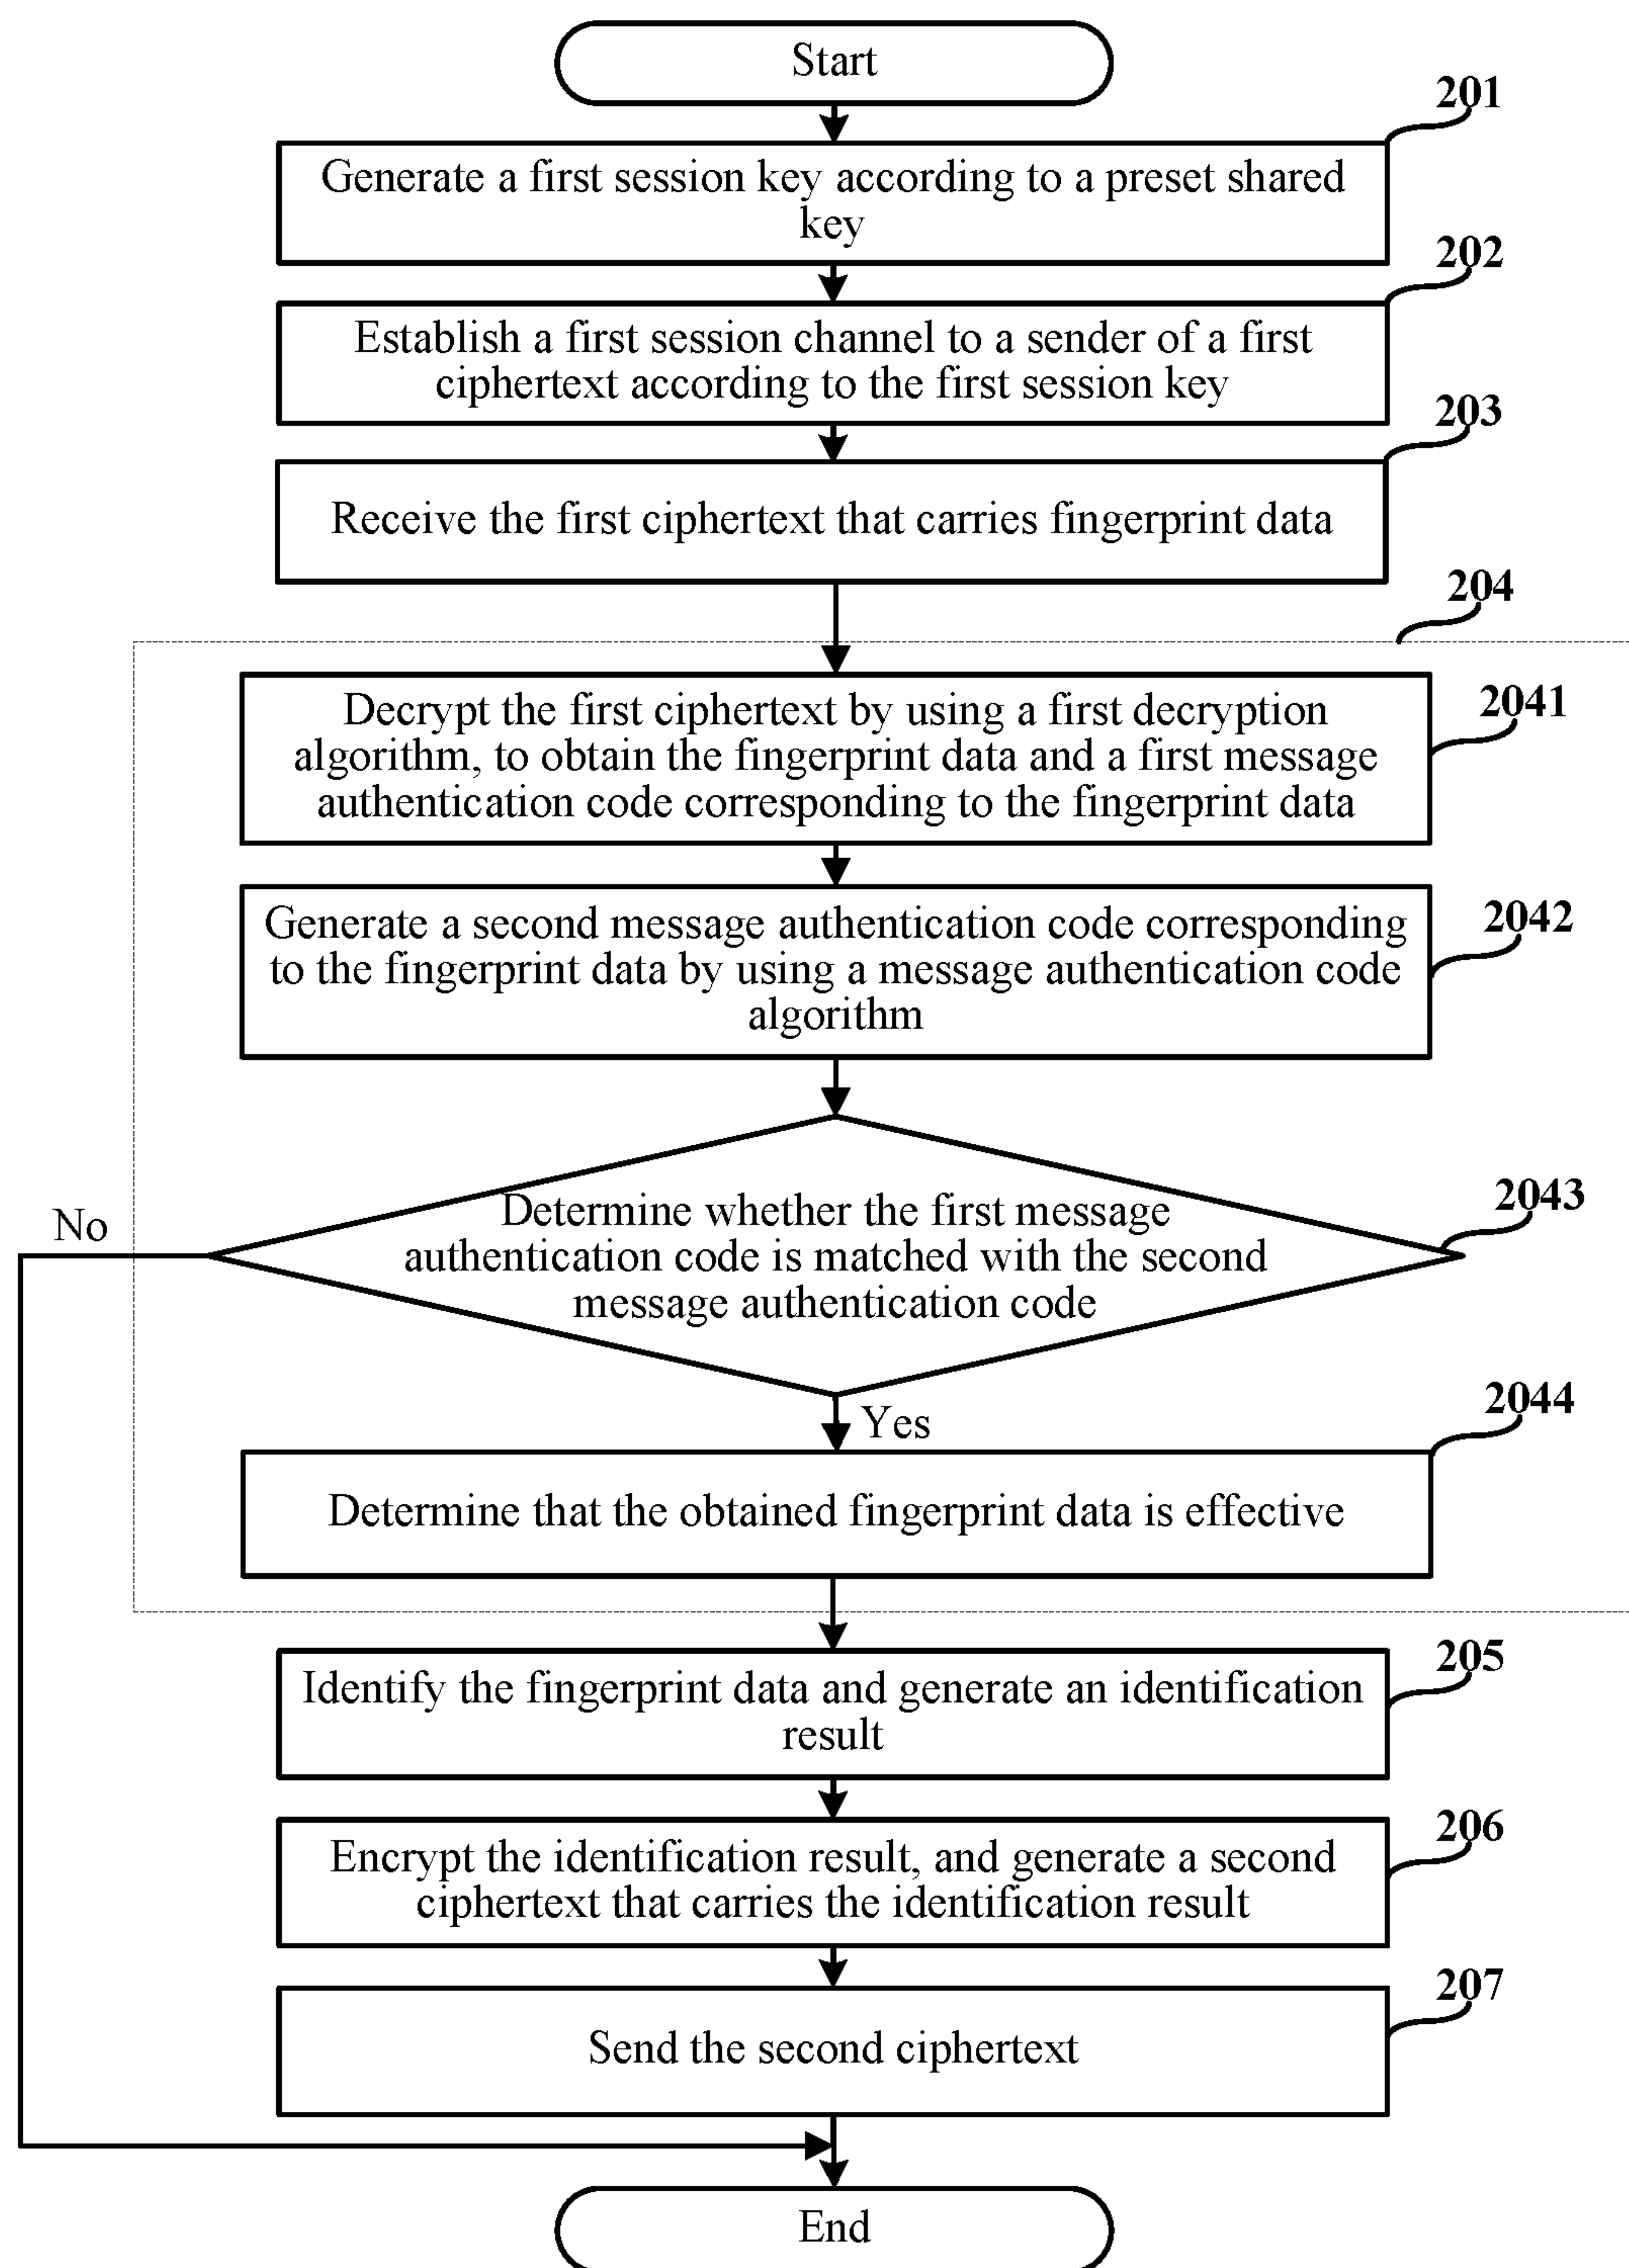 Start
201
Generate a first session key according to a preset shared
key
202
Establish a first session channel to a sender of a first
ciphertext according to the first session key
203
Receive the first ciphertext that carries fingerprint data
204
2041
Decrypt the first ciphertext by using a first decryption
algorithm, to obtain the fingerprint data and a first message
authentication code corresponding to the fingerprint data
2042
Generate a second message authentication code corresponding
to the fingerprint data by using a message authentication code
algorithm
2043
No
Determine whether the first message
authentication code is matched with the second
message authentication code
2044
Yes
Determine that the obtained fingerprint data is effective
205
Identify the fingerprint data and generate an identification
result
206
Encrypt the identification result, and generate a second
ciphertext that carries the identification result
207
Send the second ciphertext
End